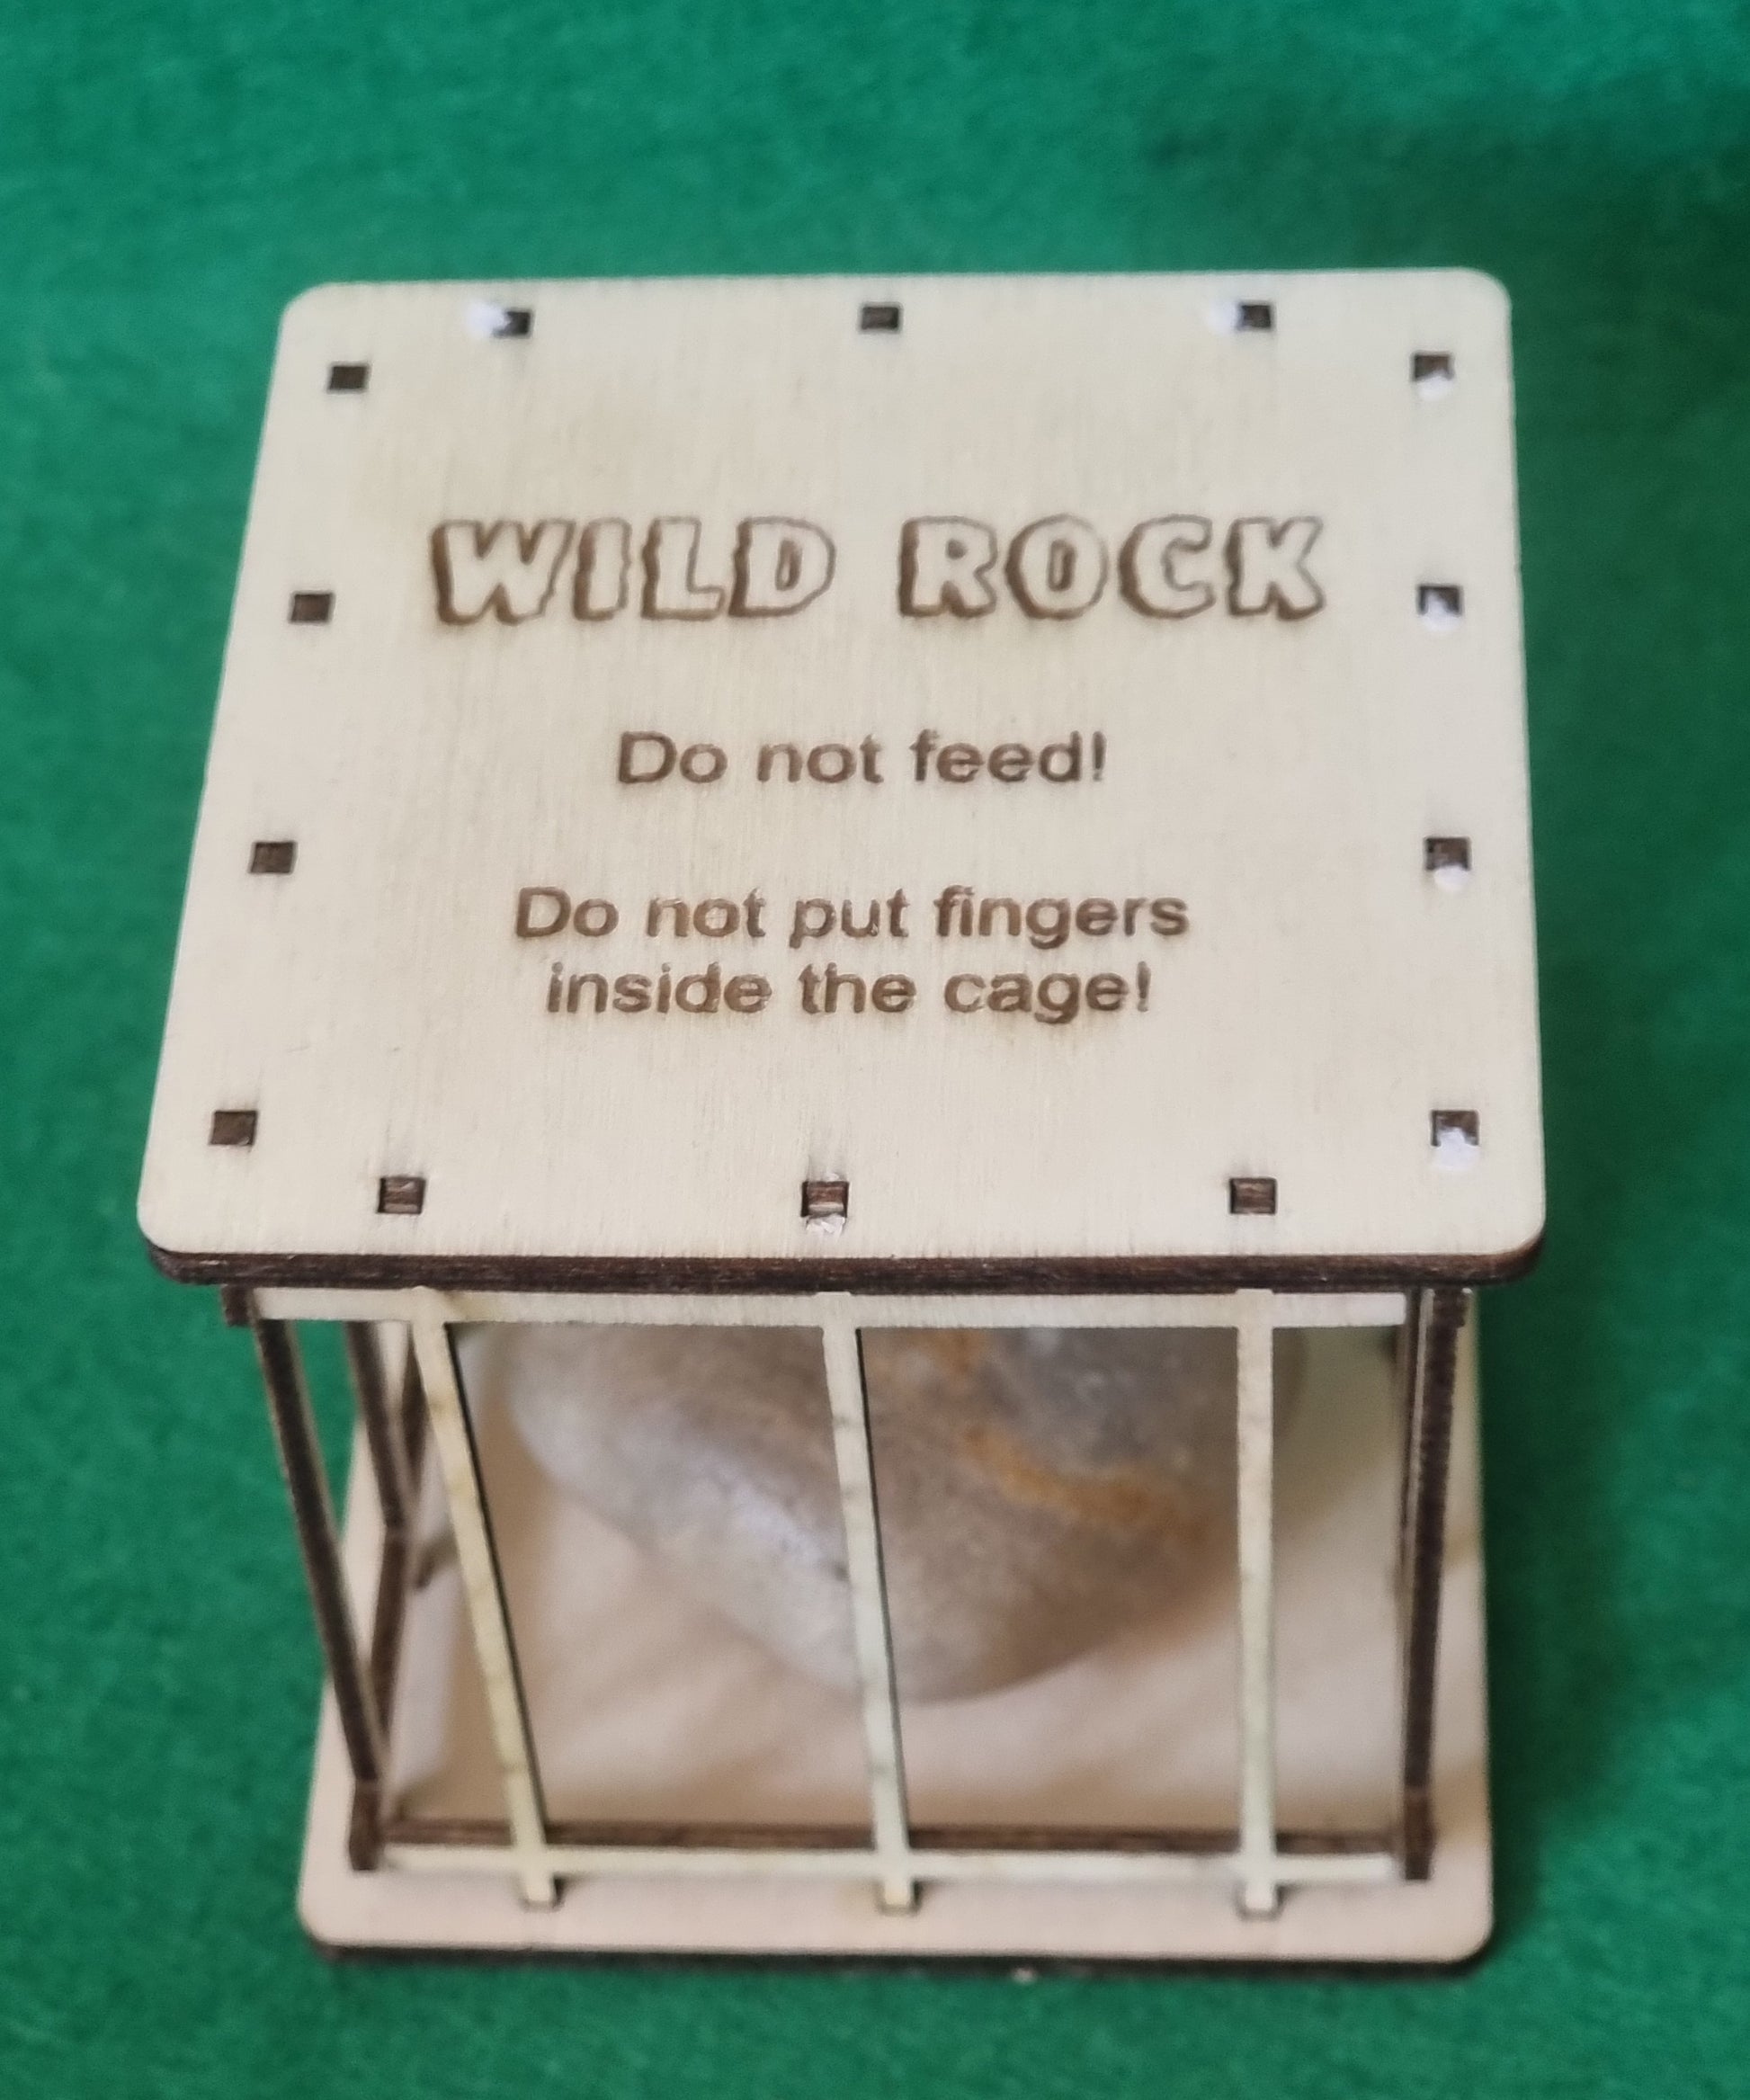 WILD ROCK
Do not feed!
Do not put fingers
inside the cage!